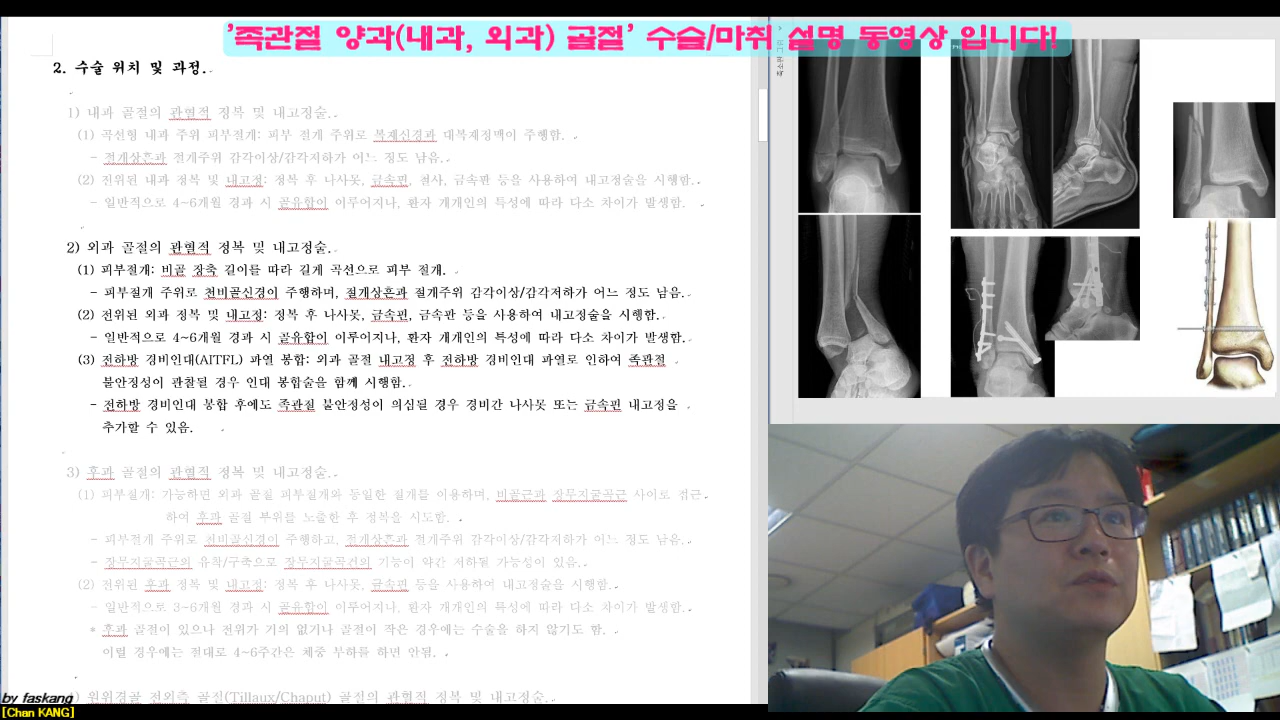 '족관절 양과(내과, 외과) 골절' 수술/마취 설명 동영상 입니다!
2. 수술 위치 및 과정.
1) 내과 골절의 관혈적 정복 및 내고정술.
(1) 곡선형 내과 주위 피부절개: 피부 절개 주위로 복재신경과 대복재정맥이 주행함.
- 절개상흔과 절개주위 감각이상/감각저하가 어느 정도 남음.
(2) 전위된 내과 정복 및 내고정: 정복 후 나사못, 금속핀, 철사, 금속판 등을 사용하여 내고정술을 시행함.
- 일반적으로 4~6개월 경과 시 골유합이 이루어지나, 환자 개개인의 특성에 따라 다소 차이가 발생함.
2) 외과 골절의 관혈적 정복 및 내고정술.
(1) 피부절개: 비골 장축 길이를 따라 길게 곡선으로 피부 절개.
- 피부절개 주위로 천비골신경이 주행하며, 절개상흔과 절개주위 감각이상/감각저하가 어느 정도 남음.
(2) 전위된 외과 정복 및 내고정: 정복 후 나사못, 금속핀, 금속판 등을 사용하여 내고정술을 시행함.
- 일반적으로 4~6개월 경과 시 골유합이 이루어지나, 환자 개개인의 특성에 따라 다소 차이가 발생함.
(3) 전하방 경비인대(AITFL) 파열 봉합: 외과 골절 내고정 후 전하방 경비인대 파열로 인하여 족관절
불안정성이 관찰될 경우 인대 봉합술을 함께 시행함.
- 전하방 경비인대 봉합 후에도 족관절 불안정성이 의심될 경우 경비간 나사못 또는 금속핀 내고정을
추가할 수 있음.
3) 후과 골절의 관혈적 정복 및 내고정술.
(1) 피부절개: 가능하면 외과 골절 피부절개와 동일한 절개를 이용하며, 비골근과 장무지굴곡근 사이로 접근
하여 후과 골절 부위를 노출한 후 정복을 시도함.
- 피부절개 주위로 천비골신경이 주행하고, 절개상흔과 절개주위 감각이상/감각저하가 어느 정도 남음.
- 장무지굴곡근의 유착/구축으로 장무지굴곡건의 기능이 약간 저하될 가능성이 있음.
(2) 전위된 후과 정복 및 내고정: 정복 후 나사못, 금속핀 등을 사용하여 내고정술을 시행함.
- 일반적으로 3~6개월 경과 시 골유합이 이루어지나, 환자 개개인의 특성에 따라 다소 차이가 발생함.
* 후과 골절이 있으나 전위가 거의 없거나 골절이 작은 경우에는 수술을 하지 않기도 함.
이럴 경우에는 절대로 4~6주간은 체중 부하를 하면 안됨.
) 원위경골 전외측 골절(Tillaux/Chaput) 골절의 관혈적 정복 및 내고정술.
by faskang
[Chan KANG]